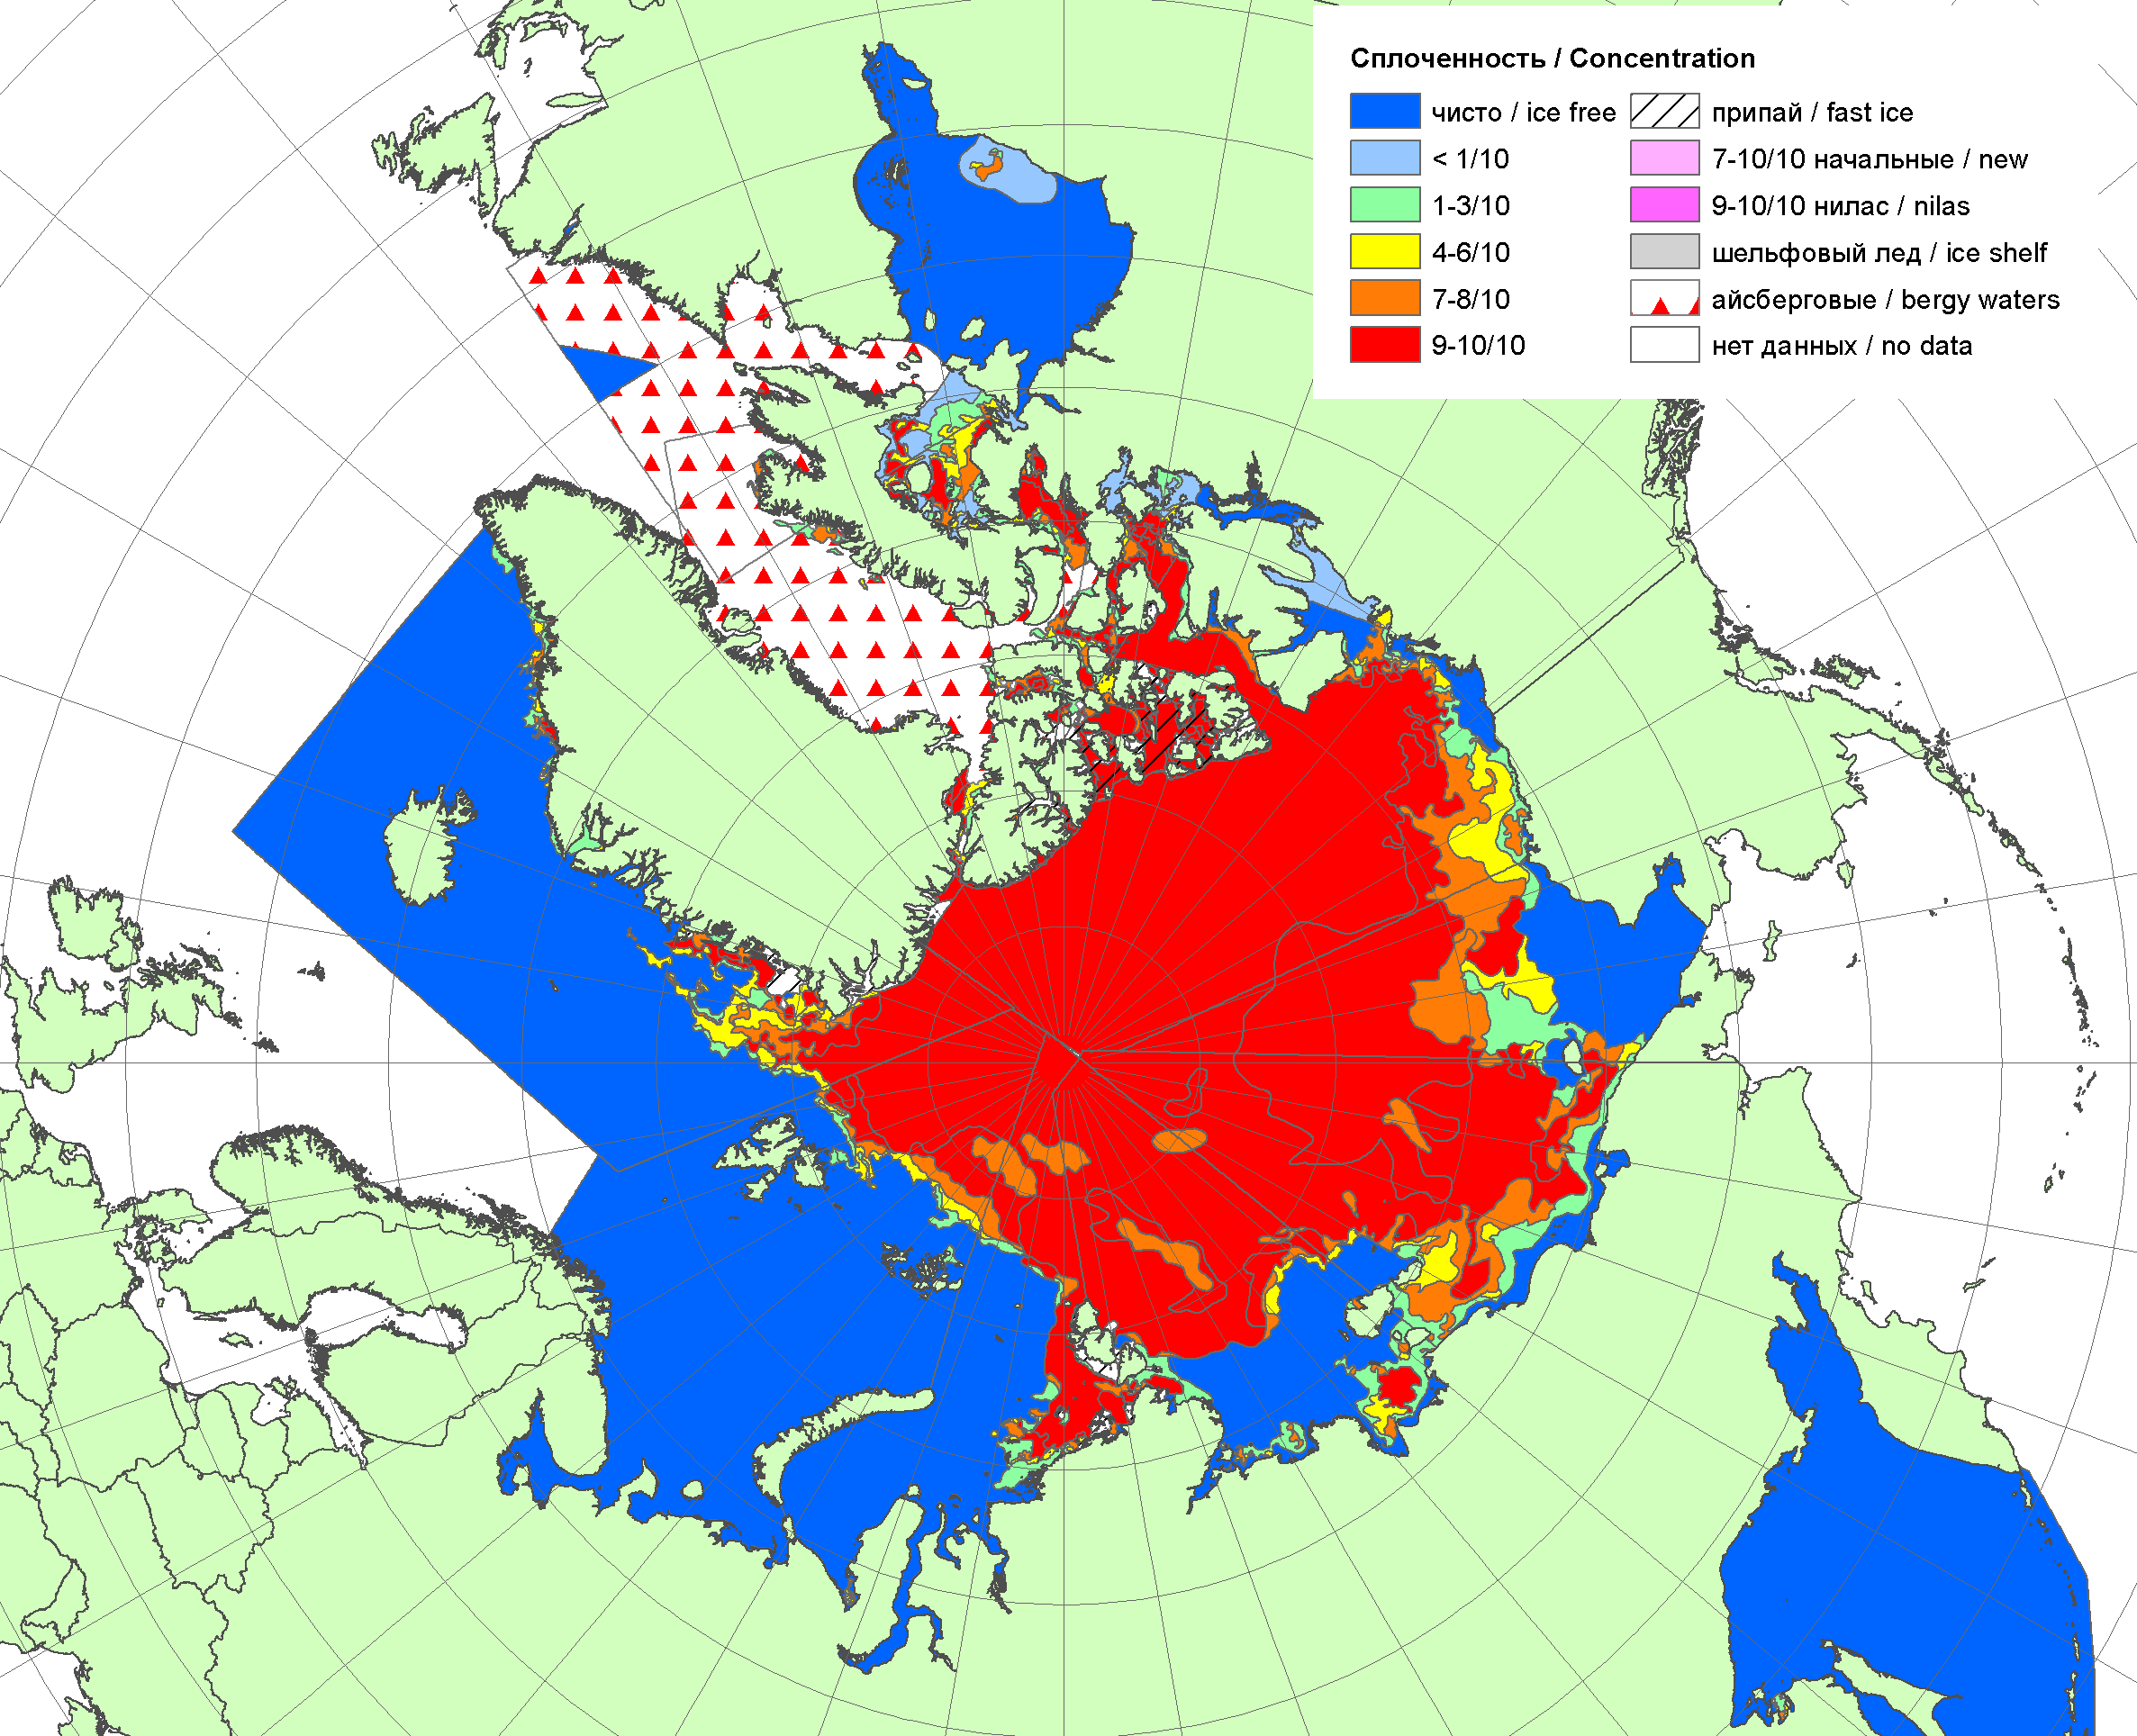 Сплоченность / Concentration
чисто / ice free
< 1/10
1-3/10
4-6/10
7-8/10
9-10/10
припай / fast ice
7-10/10 начальные / new
9-10/10 нилас / nilas
шельфовый лед / ice shelf
айсберговые / bergy waters
нет данных / no data